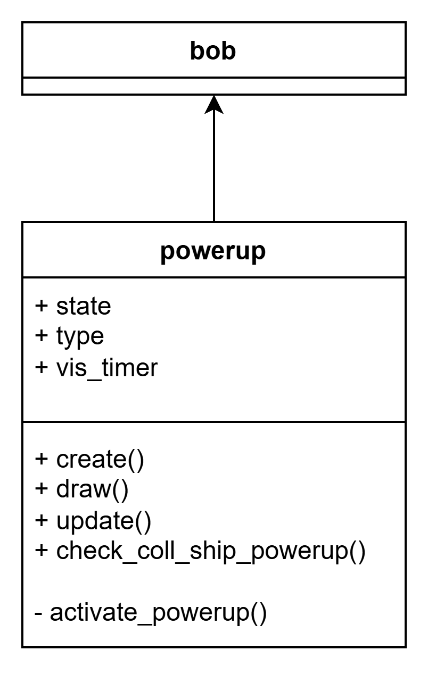 bob
powerup
+ state
+ type
+ vis_timer
+ create()
+ draw()
+ update()
+ check_coll_ship_powerup()
- activate_powerup()